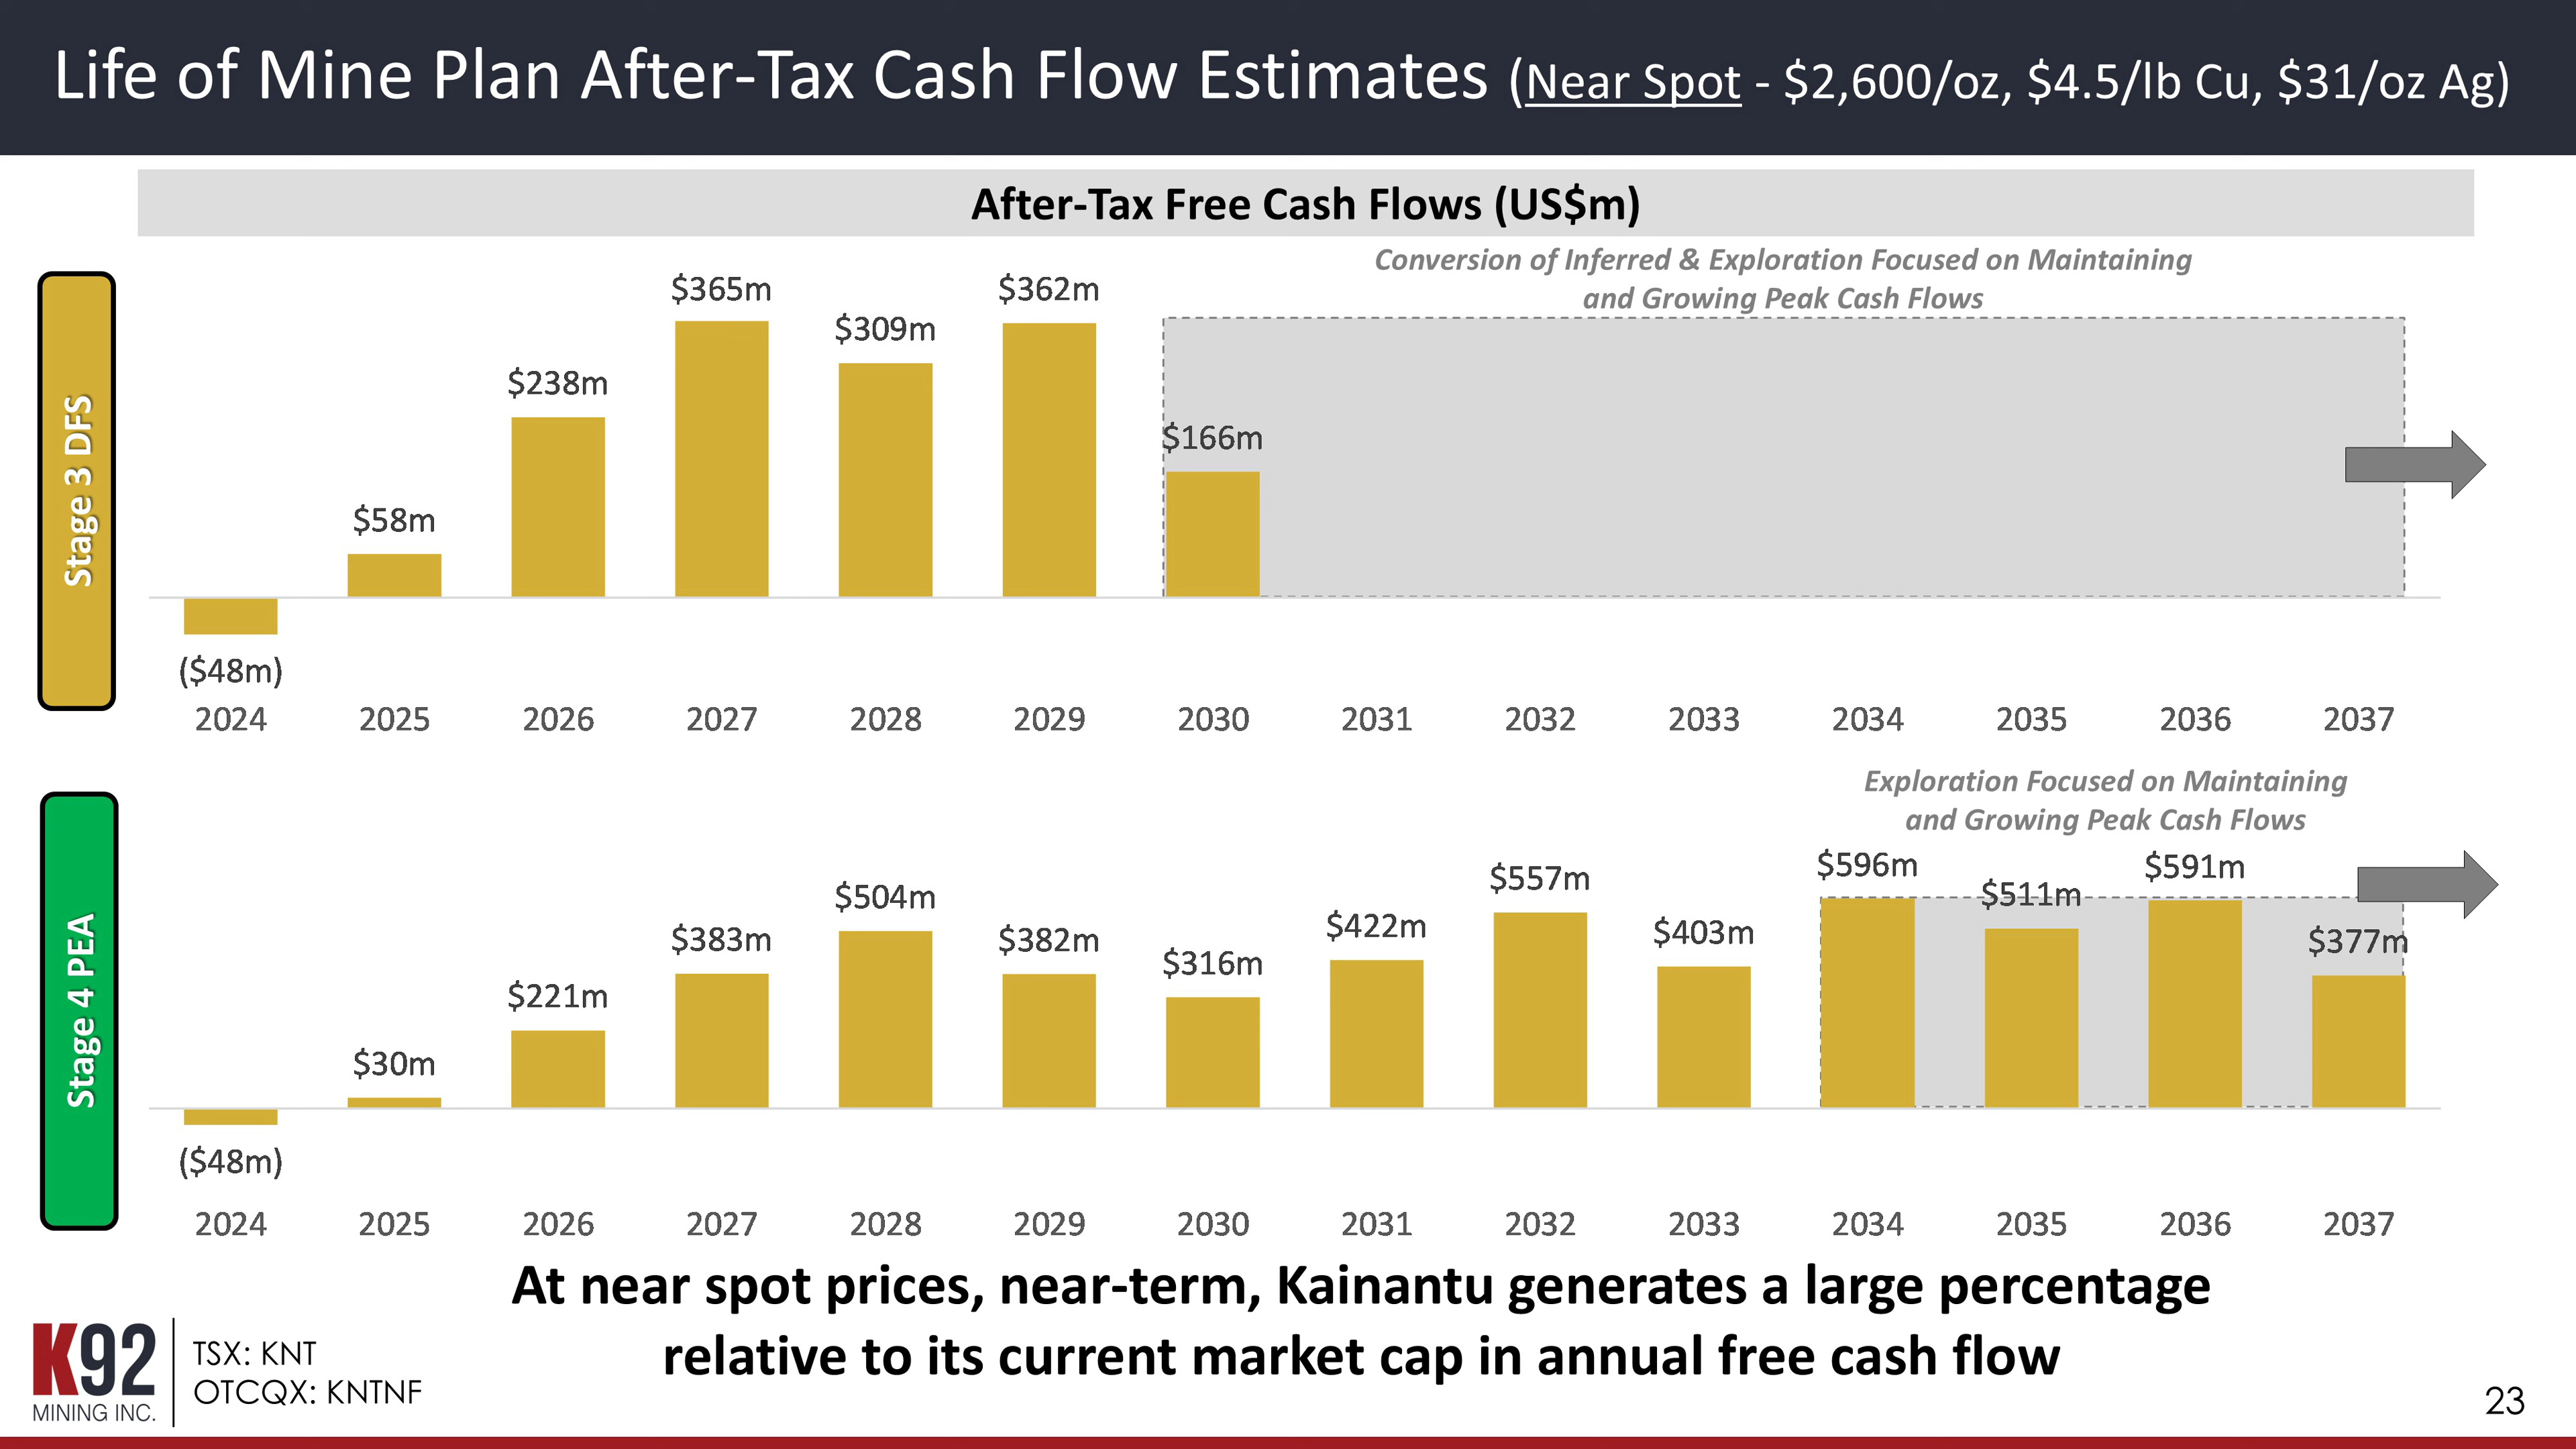 Life of Mine Plan After-Tax Cash Flow Estimates (Near Spot - $2,600/oz, $4.5/lb Cu, $31/oz Ag)
After-Tax Free Cash Flows (US$m)
Conversion of Inferred & Exploration Focused on Maintaining
and Growing Peak Cash Flows
Stage 3 DFS
($48m)
$58m
$238m
$365m
$309m
$362m
$166m
2024 2025 2026 2027 2028 2029 2030 2031 2032 2033 2034 2035 2036 2037
Exploration Focused on Maintaining
and Growing Peak Cash Flows
Stage 4 PEA
($48m)
$30m
$221m
$383m
$504m
$382m
$316m
$422m
$557m
$403m
$596m
$511m
$591m
$377m
2024 2025 2026 2027 2028 2029 2030 2031 2032 2033 2034 2035 2036 2037
At near spot prices, near-term, Kainantu generates a large percentage
relative to its current market cap in annual free cash flow
K92
MINING INC.
TSX: KNT
OTCQX: KNTNF
23